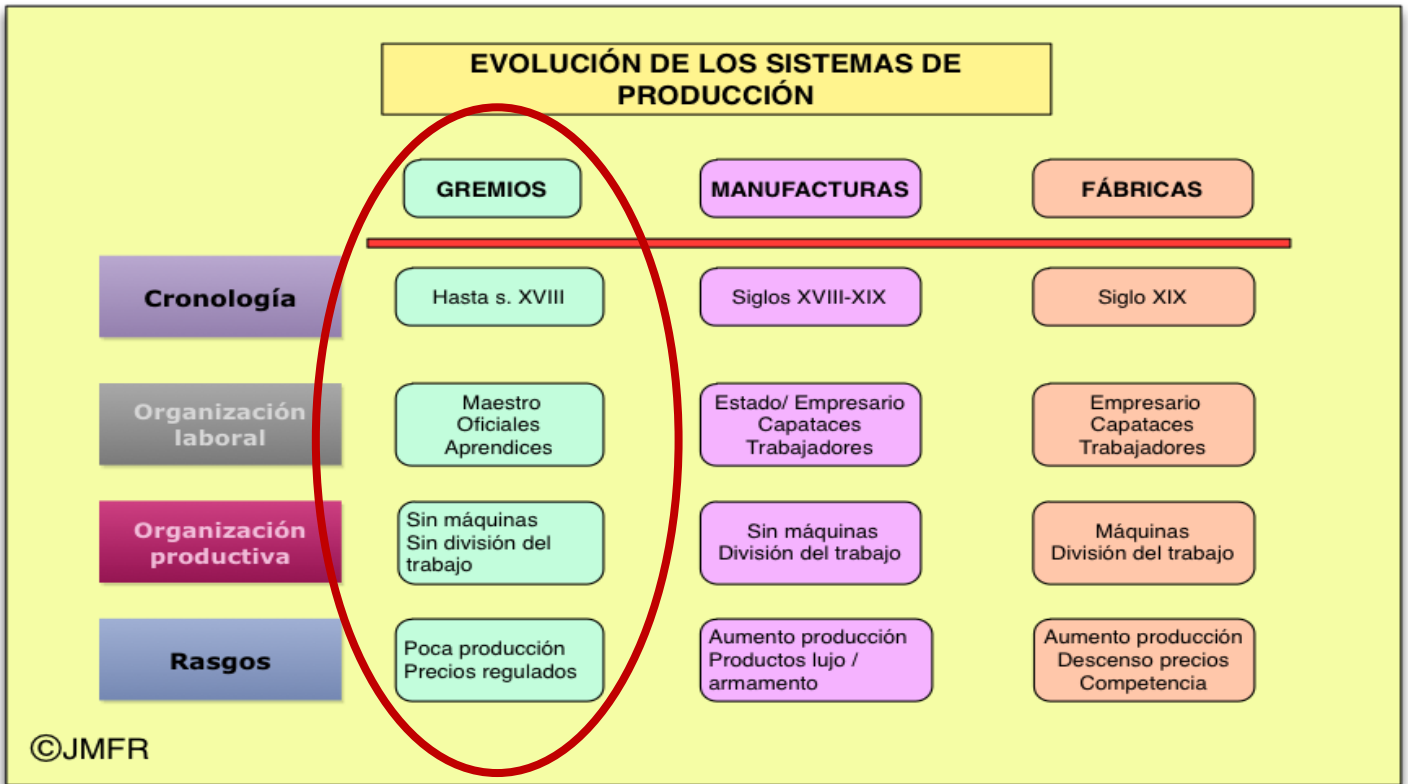 EVOLUCIÓN DE LOS SISTEMAS DE
PRODUCCIÓN
GREMIOS
MANUFACTURAS
FÁBRICAS
Cronología
Hasta s. XVIII
Siglos XVIII-XIX
Siglo XIX
Organización
laboral
Maestro
Oficiales
Aprendices
Estado/ Empresario
Capataces
Trabajadores
Empresario
Capataces
Trabajadores
Organización
productiva
Sin máquinas
Sin división del
trabajo
Sin máquinas
División del trabajo
Máquinas
División del trabajo
Rasgos
Poca producción
Precios regulados
Aumento producción
Productos lujo /
armamento
Aumento producción
Descenso precios
Competencia
©JMFR